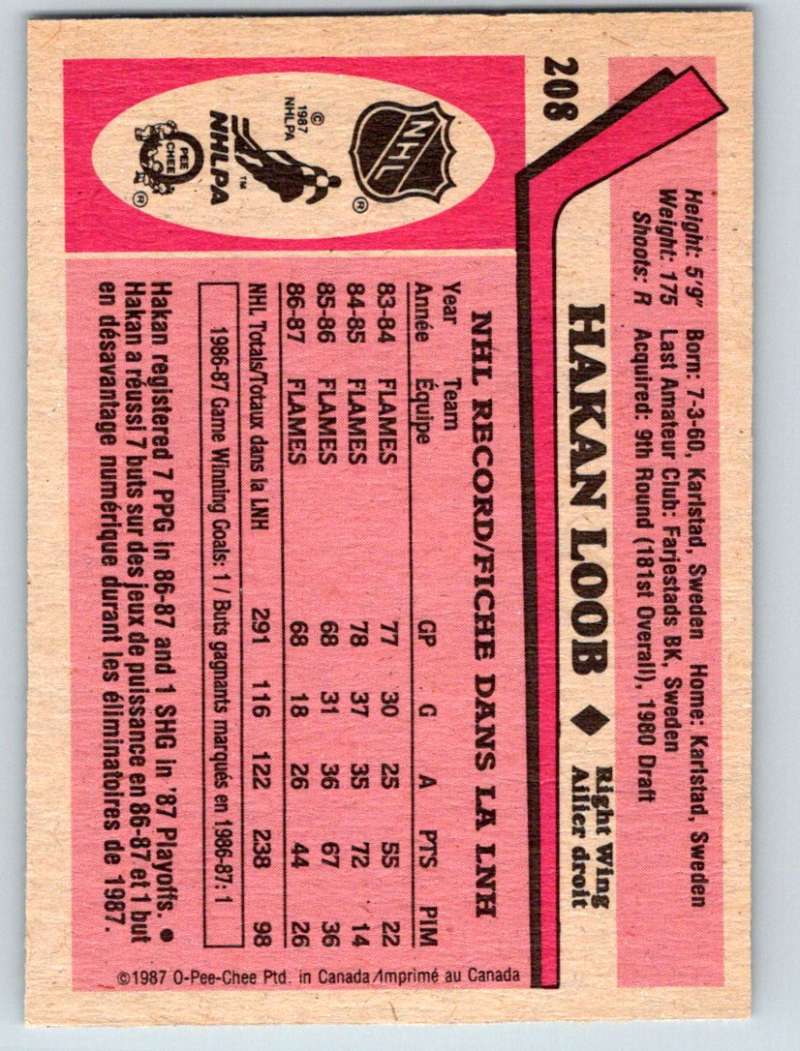 208
HAKAN LOOB ◆ Right Wing
Ailier droit
Height: 5'9" Born: 7-3-60, Karlstad, Sweden Home: Karlstad, Sweden
Weight: 175 Last Amateur Club: Farjestads BK, Sweden
Shoots: R Acquired: 9th Round (181st Overall), 1980 Draft
NHL
®
© 1987 NHLPA
NHLPA
™
O PEE CHEE
®
NHL RECORD/FICHE DANS LA LNH
Year Team GP G A PTS PIM
Année Équipe
83-84 FLAMES 77 30 25 55 22
84-85 FLAMES 78 37 35 72 14
85-86 FLAMES 68 31 36 67 36
86-87 FLAMES 68 18 26 44 26
NHL Totals/Totaux dans la LNH 291 116 122 238 98
1986-87 Game Winning Goals: 1 / Buts gagnants marqués en 1986-87: 1
Hakan registered 7 PPG in 86-87 and 1 SHG in '87 Playoffs. ●
Hakan a réussi 7 buts sur des jeux de puissance en 86-87 et 1 but
en désavantage numérique durant les éliminatoires de 1987.
©1987 O-Pee-Chee Ptd. in Canada/Imprimé au Canada